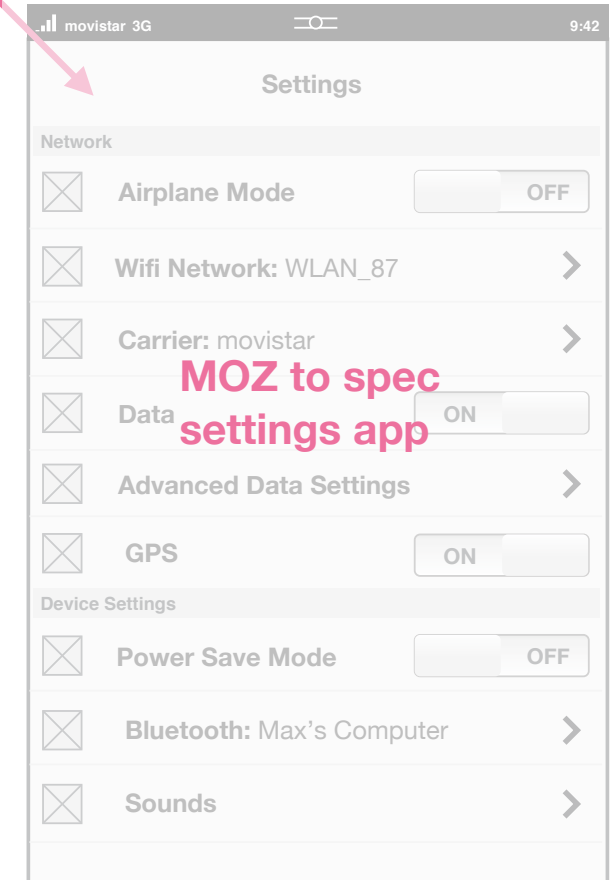 movistar 3G 9:42
Settings
Network
Airplane Mode OFF
Wifi Network: WLAN_87
Carrier: movistar
MOZ to spec
Data ON
settings app
Advanced Data Settings
GPS ON
Device Settings
Power Save Mode OFF
Bluetooth: Max's Computer
Sounds